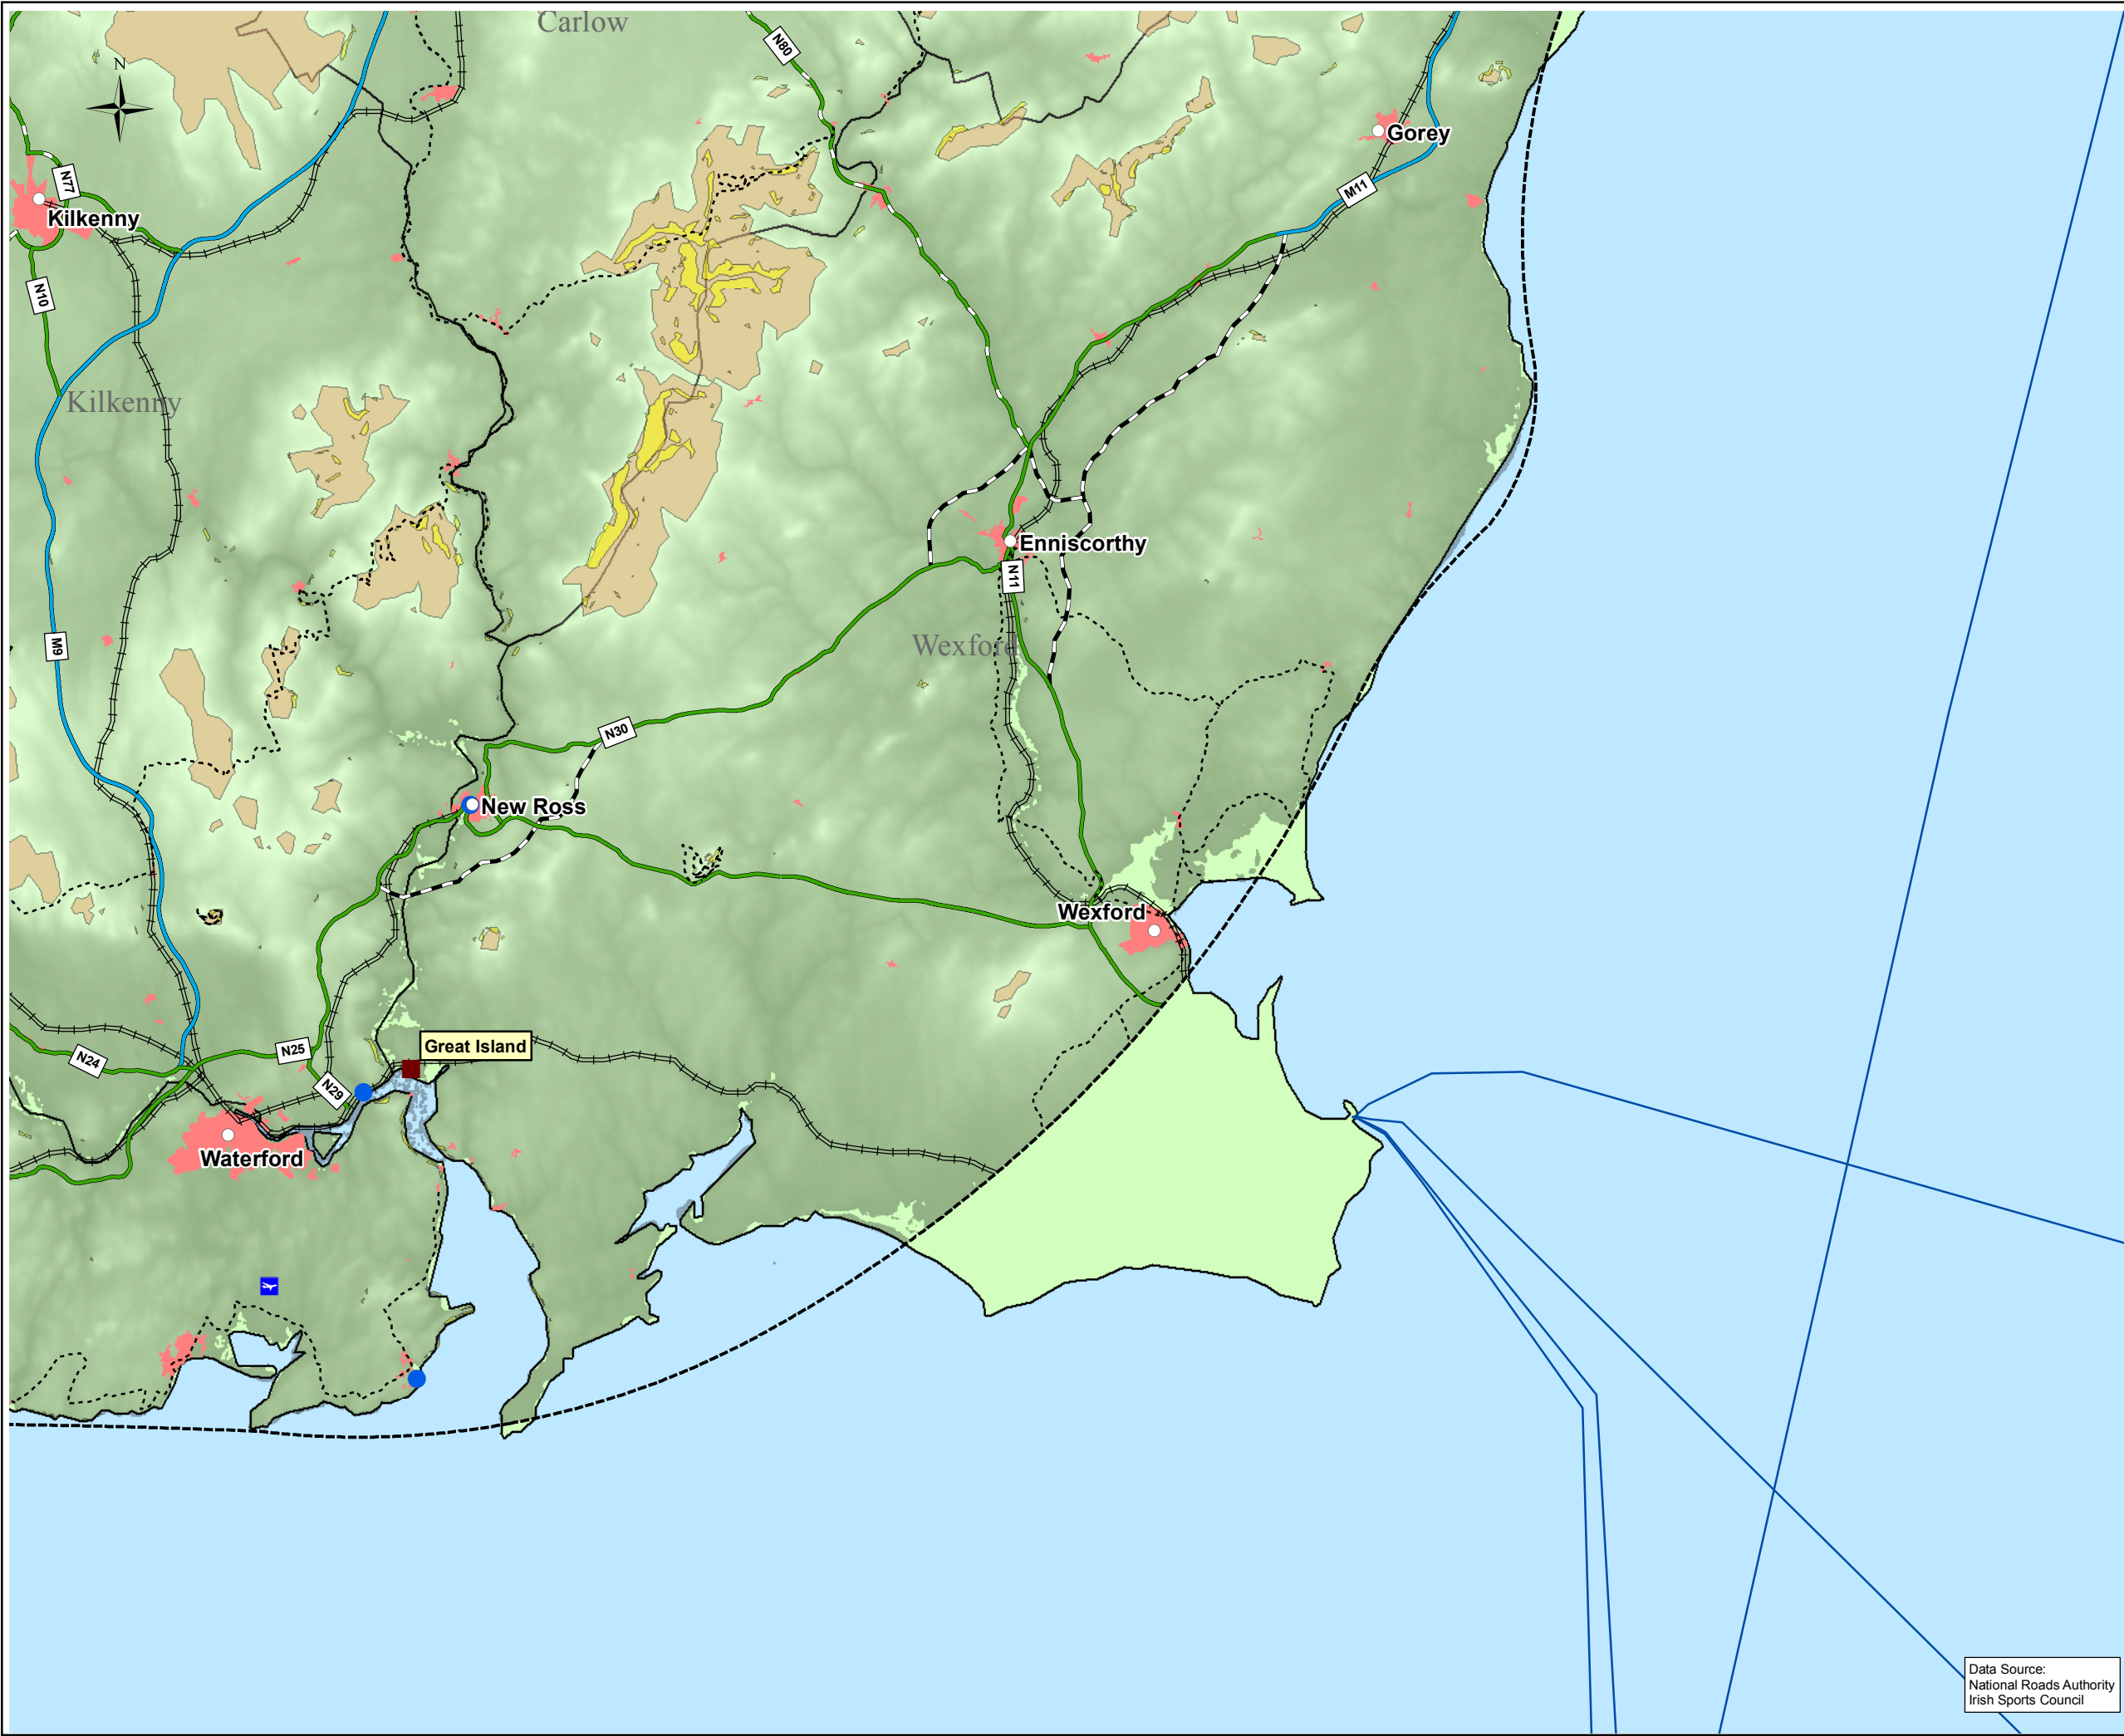 Carlow
N80
N
Gorey
N77
M11
Kilkenny
N10
Kilkenny
Enniscorthy
N11
M9
Wexford
N30
New Ross
Wexford
Great Island
N25
N24
N29
Waterford
Data Source:
National Roads Authority
Irish Sports Council